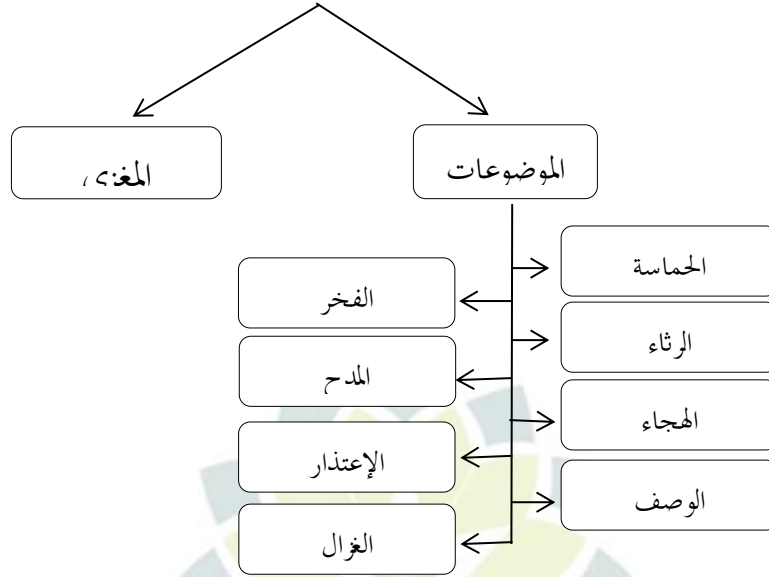 الموضوعات
المغزى
الحماسة
الفخر
الرثاء
المدح
الهجاء
الإعتذار
الوصف
الغزال